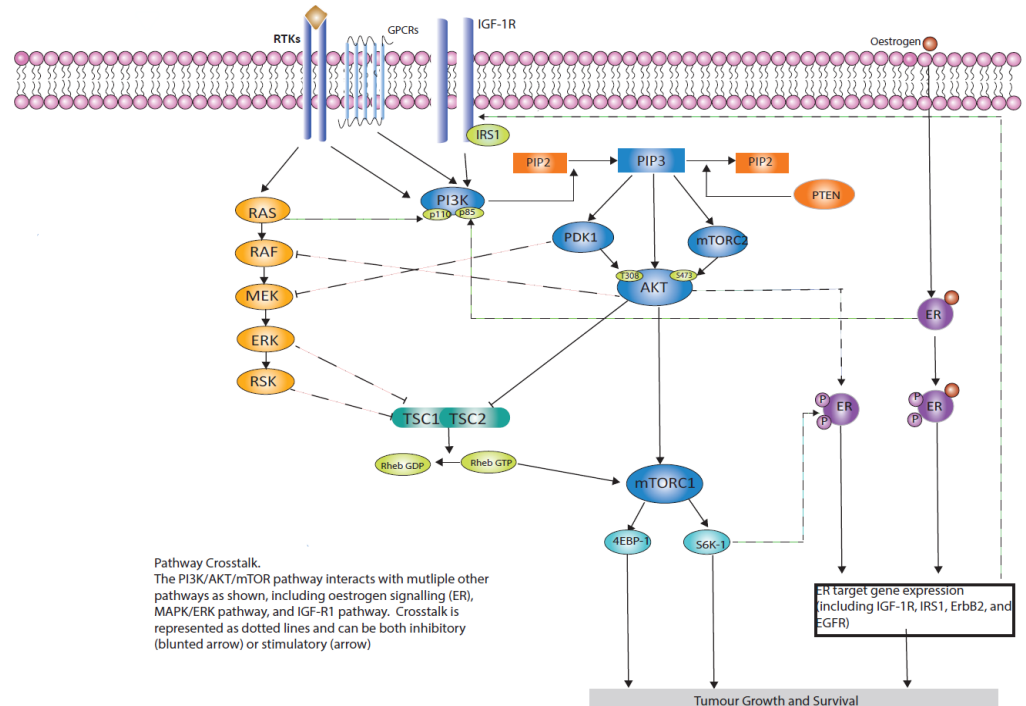 IGF-1R
GPCRs
RTKs
Oestrogen
IRS1
PIP2
PIP3
PIP2
PTEN
PI3K
p110
p85
RAS
PDK1
mTORC2
RAF
T308
S473
AKT
MEK
ER
ERK
RSK
P
ER
P
P
ER
P
TSC1
TSC2
Rheb GDP
Rheb GTP
mTORC1
4EBP-1
S6K-1
Pathway Crosstalk.
The PI3K/AKT/mTOR pathway interacts with mutliple other
pathways as shown, including oestrogen signalling (ER),
MAPK/ERK pathway, and IGF-R1 pathway. Crosstalk is
represented as dotted lines and can be both inhibitory
(blunted arrow) or stimulatory (arrow)
ER target gene expression
(including IGF-1R, IRS1, ErbB2, and
EGFR)
Tumour Growth and Survival